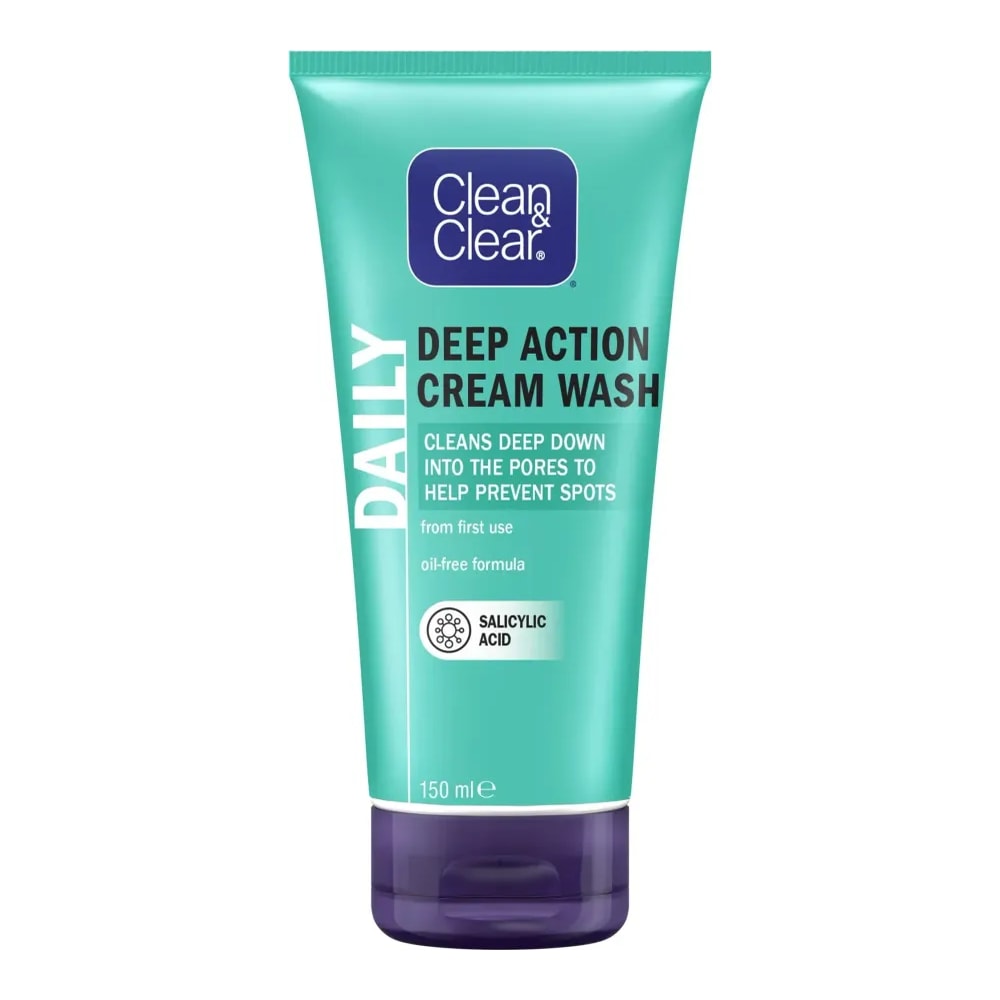 Clean
&
Clear®
DAILY
DEEP ACTION
CREAM WASH
CLEANS DEEP DOWN
INTO THE PORES TO
HELP PREVENT SPOTS
from first use
oil-free formula
SALICYLIC
ACID
150 ml ℮